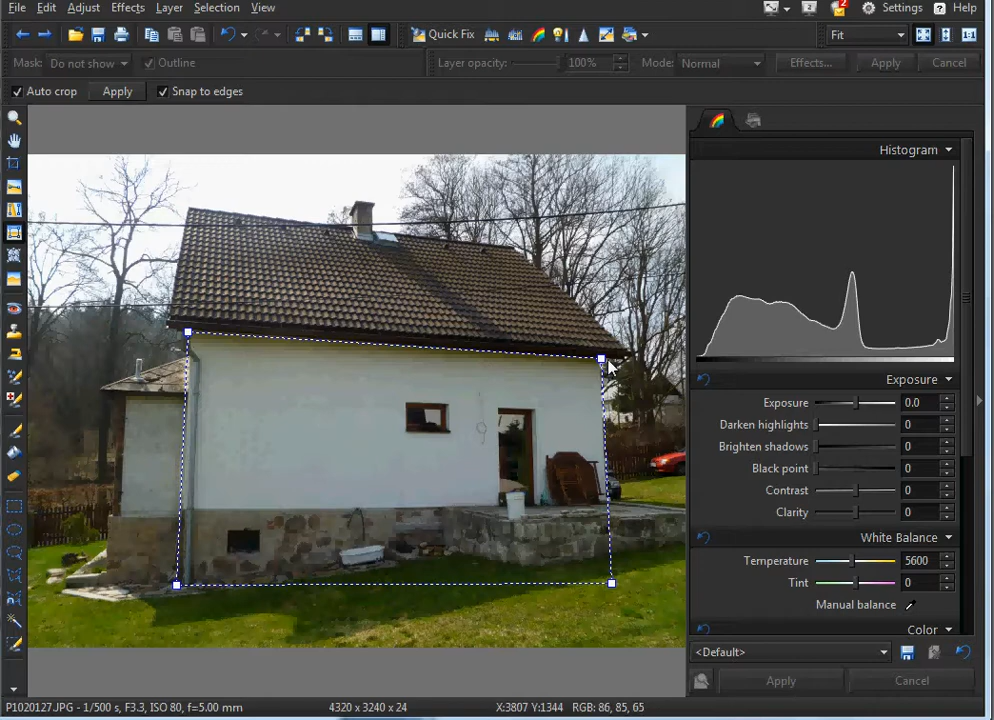 File Edit Adjust Effects Layer Selection View 2 Settings ? Help
Quick Fix Fit 1:1
Mask: Do not show Outline Layer opacity: 100% Mode: Normal Effects... Apply Cancel
Auto crop Apply Snap to edges
Histogram
Exposure
Exposure 0.0
Darken highlights 0
Brighten shadows 0
Black point 0
Contrast 0
Clarity 0
White Balance
Temperature 5600
Tint 0
Manual balance
Color
<Default>
Apply Cancel
P1020127.JPG - 1/500 s, F3.3, ISO 80, f=5.00 mm 4320 x 3240 x 24 X:3807 Y:1344 RGB: 86, 85, 65